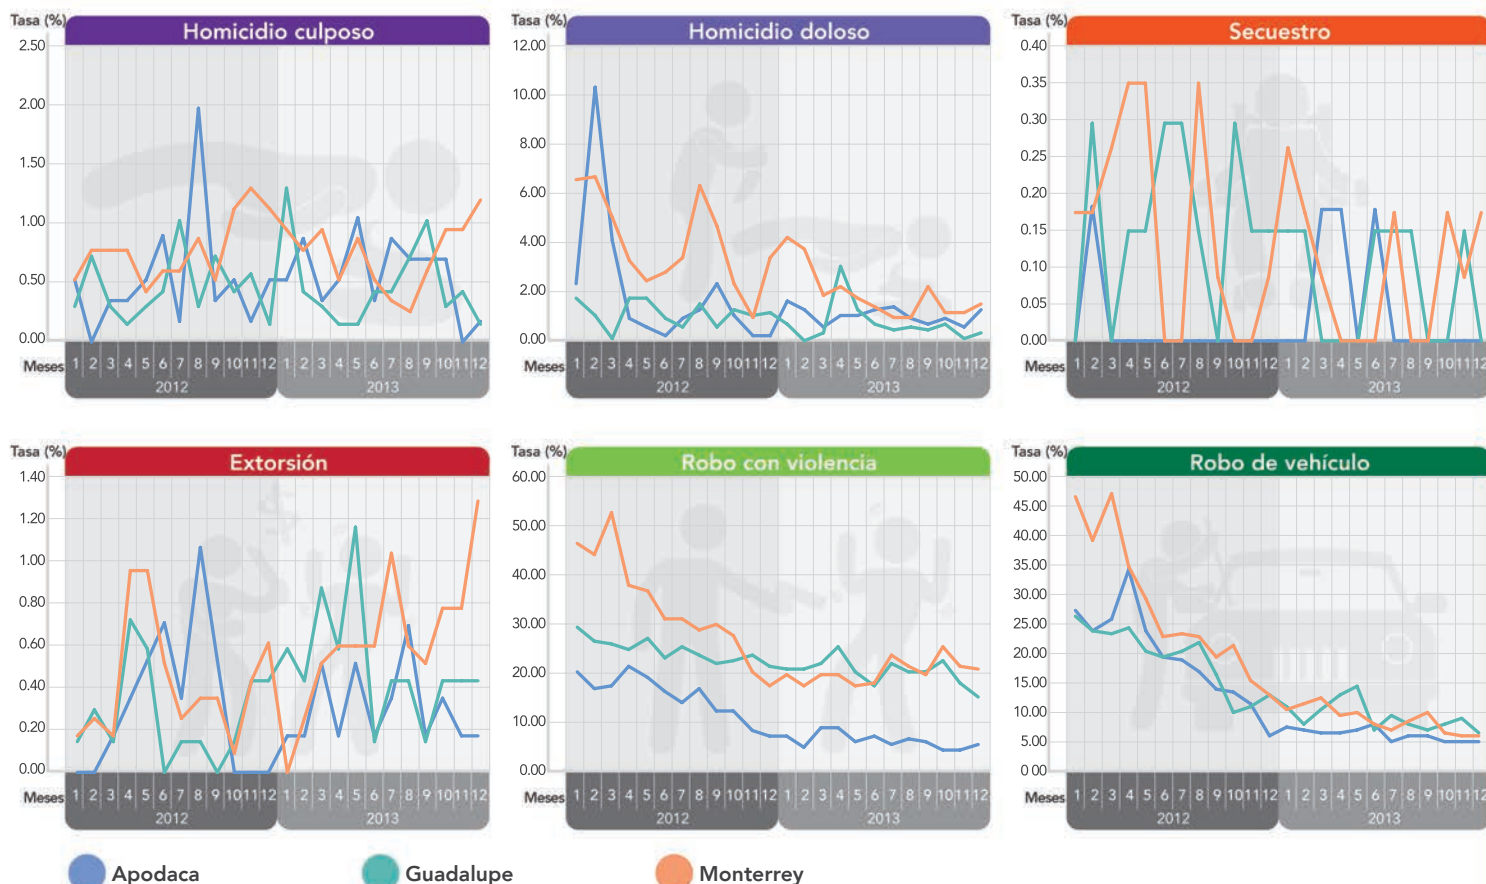 Tasa (%)
Homicidio culposo
2.50
2.00
1.50
1.00
0.50
0.00
Meses 1 2 3 4 5 6 7 8 9 10 11 12 1 2 3 4 5 6 7 8 9 10 11 12
2012 2013
Tasa (%)
Homicidio doloso
12.00
10.00
8.00
6.00
4.00
2.00
0.00
Meses 1 2 3 4 5 6 7 8 9 10 11 12 1 2 3 4 5 6 7 8 9 10 11 12
2012 2013
Tasa (%)
Secuestro
0.40
0.35
0.30
0.25
0.20
0.15
0.10
0.05
0.00
Meses 1 2 3 4 5 6 7 8 9 10 11 12 1 2 3 4 5 6 7 8 9 10 11 12
2012 2013
Tasa (%)
Extorsión
1.40
1.20
1.00
0.80
0.60
0.40
0.20
0.00
Meses 1 2 3 4 5 6 7 8 9 10 11 12 1 2 3 4 5 6 7 8 9 10 11 12
2012 2013
Tasa (%)
Robo con violencia
60.00
50.00
40.00
30.00
20.00
10.00
0.00
Meses 1 2 3 4 5 6 7 8 9 10 11 12 1 2 3 4 5 6 7 8 9 10 11 12
2012 2013
Tasa (%)
Robo de vehículo
50.00
45.00
40.00
35.00
30.00
25.00
20.00
15.00
10.00
5.00
0 00
Meses 1 2 3 4 5 6 7 8 9 10 11 12 1 2 3 4 5 6 7 8 9 10 11 12
2012 2013
Apodaca Guadalupe Monterrey